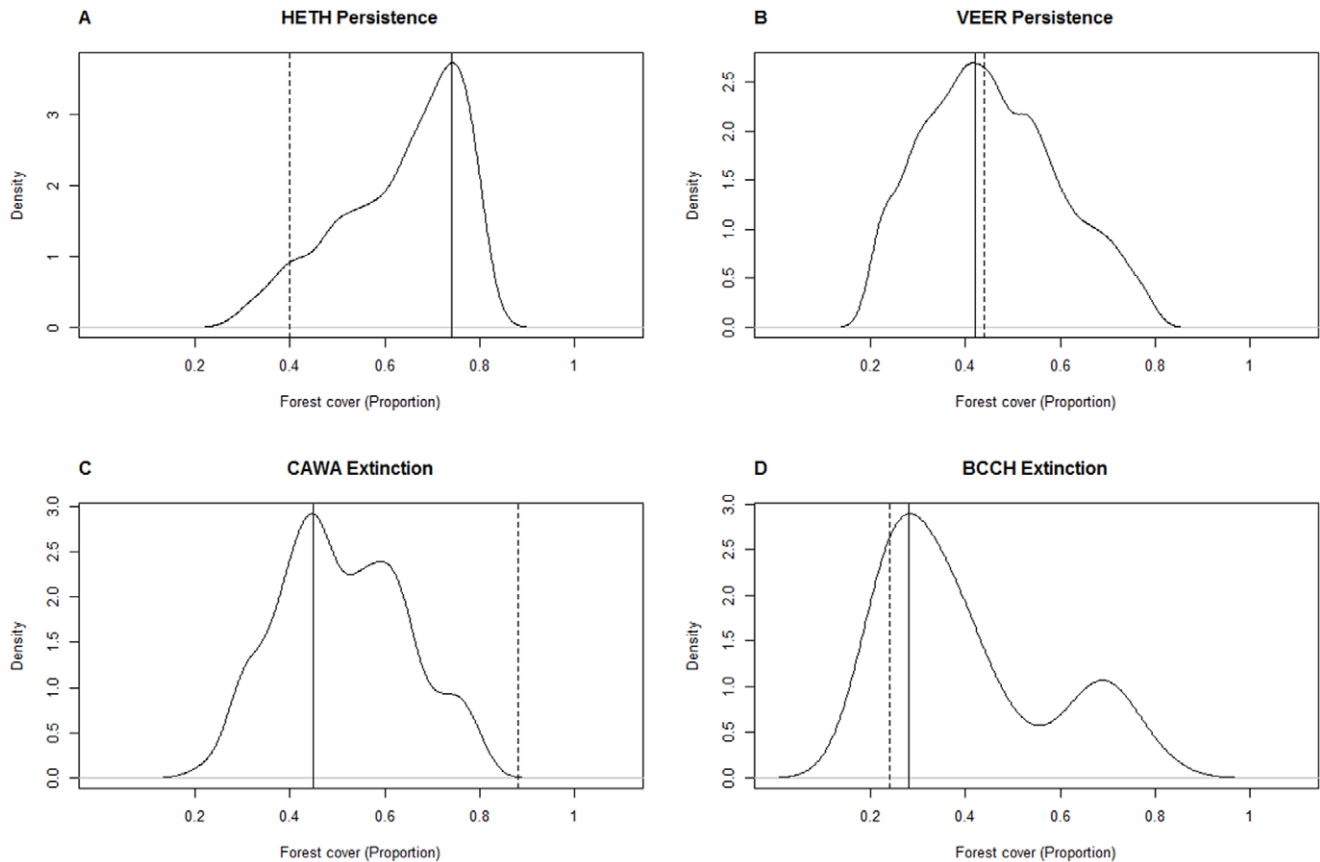 A HETH Persistence
Density
0 1 2 3
0.2 0.4 0.6 0.8 1
Forest cover (Proportion)
B VEER Persistence
Density
0.0 0.5 1.0 1.5 2.0 2.5
0.2 0.4 0.6 0.8 1
Forest cover (Proportion)
C CAWA Extinction
Density
0.0 0.5 1.0 1.5 2.0 2.5 3.0
0.2 0.4 0.6 0.8 1
Forest cover (Proportion)
D BCCH Extinction
Density
0.0 0.5 1.0 1.5 2.0 2.5 3.0
0.2 0.4 0.6 0.8 1
Forest cover (Proportion)